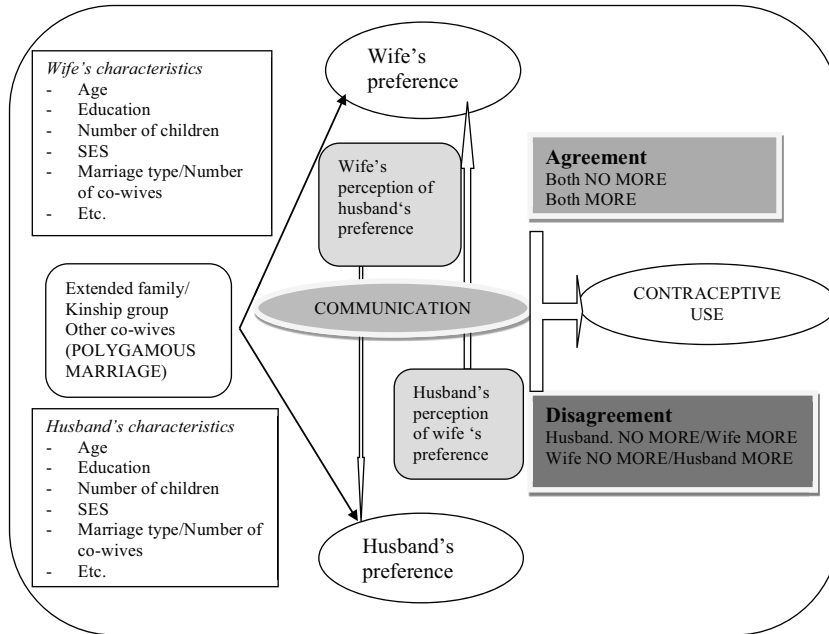 Wife's characteristics
- Age
- Education
- Number of children
- SES
- Marriage type/Number
of co-wives
- Etc.
Wife's
preference
Wife's
perception of
husband's
preference
Agreement
Both NO MORE
Both MORE
Extended family/
Kinship group
Other co-wives
(POLYGAMOUS
MARRIAGE)
COMMUNICATION
CONTRACEPTIVE
USE
Husband's
perception
of wife 's
preference
Disagreement
Husband. NO MORE/Wife MORE
Wife NO MORE/Husband MORE
Husband's characteristics
- Age
- Education
- Number of children
- SES
- Marriage type/Number of
co-wives
- Etc.
Husband's
preference